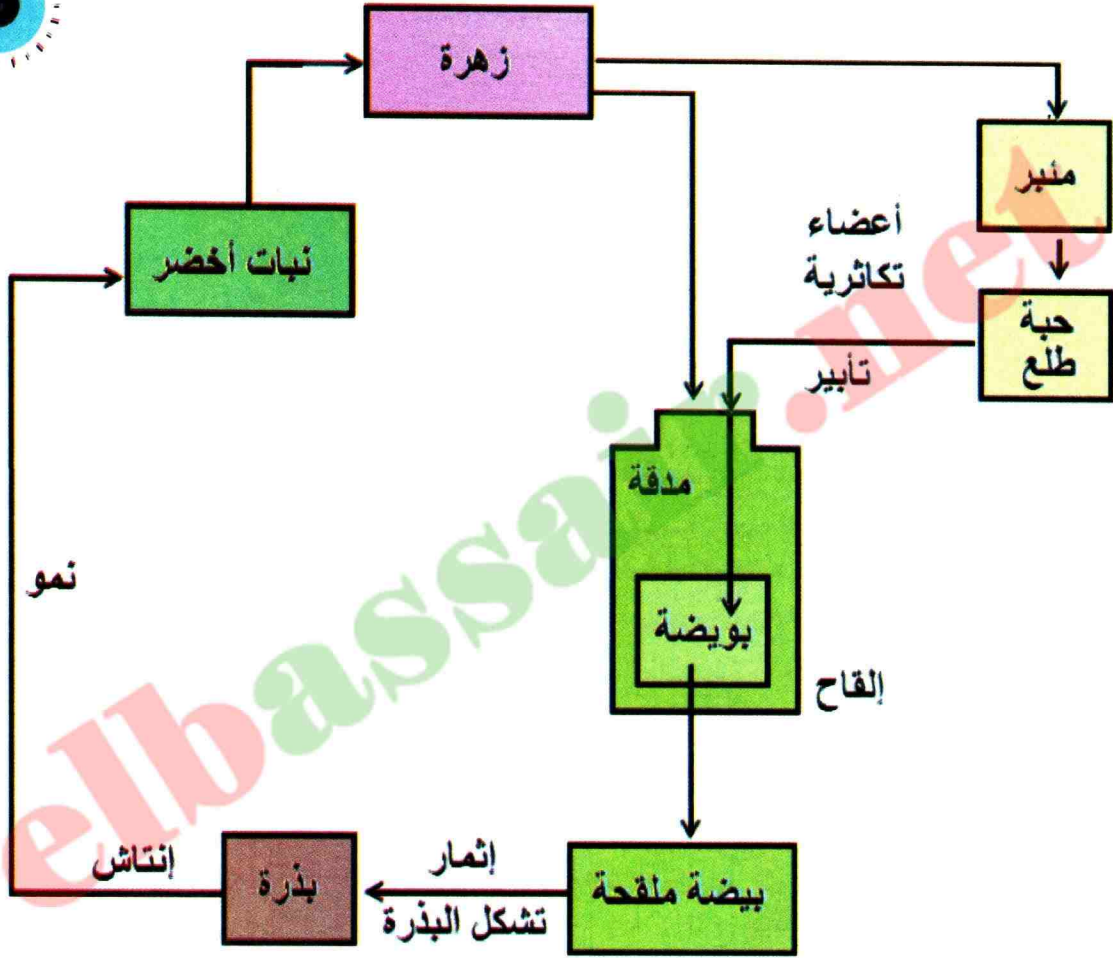 زهرة
مئبر
نبات أخضر
أعضاء
تكاثرية
حبة
طلع
تأبير
مدقة
نمو
بويضة
إلقاح
إنتاش
بذرة
إثمار
تشكل البذرة
بيضة ملقحة
elbassair.net